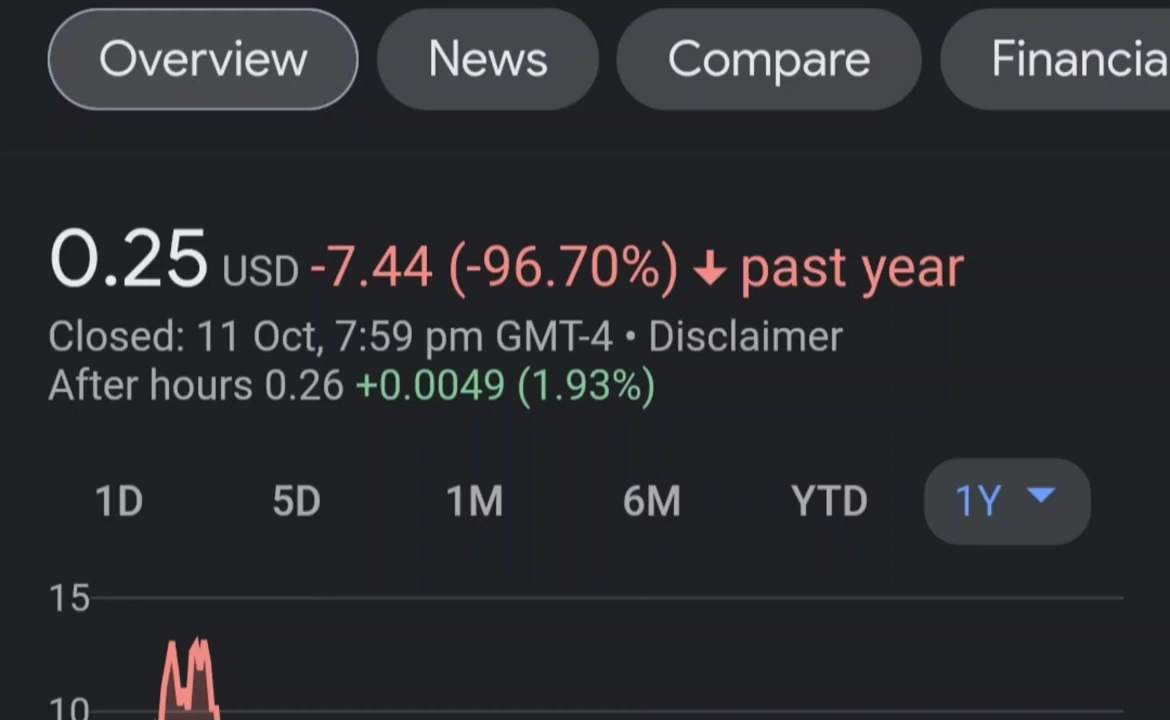 Overview News Compare Financia
0.25 USD -7.44 (-96.70%) ↓ past year
Closed: 11 Oct, 7:59 pm GMT-4 • Disclaimer
After hours 0.26 +0.0049 (1.93%)
1D 5D 1M 6M YTD 1Y
15
10